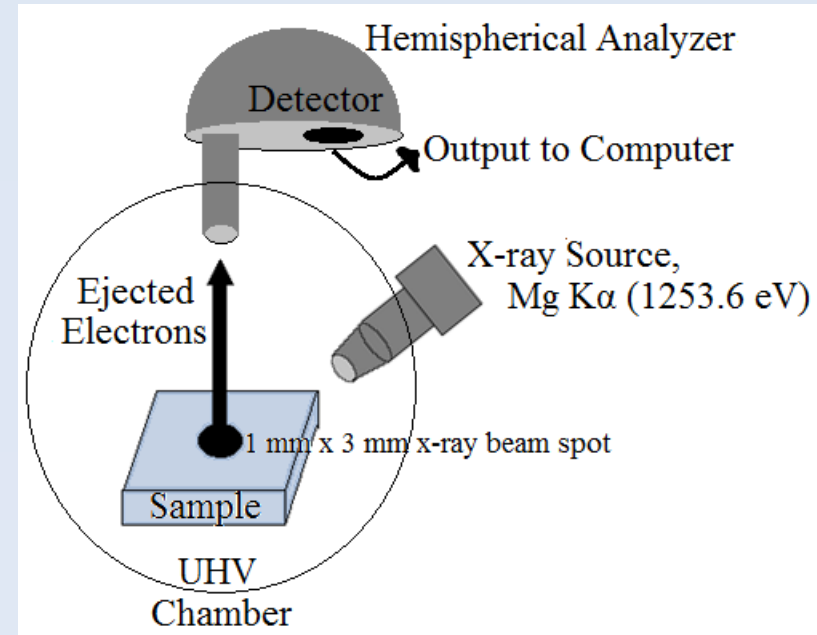 Hemispherical Analyzer
Detector
Output to Computer
X-ray Source,
Mg Kα (1253.6 eV)
Ejected
Electrons
1 mm x 3 mm x-ray beam spot
Sample
UHV
Chamber